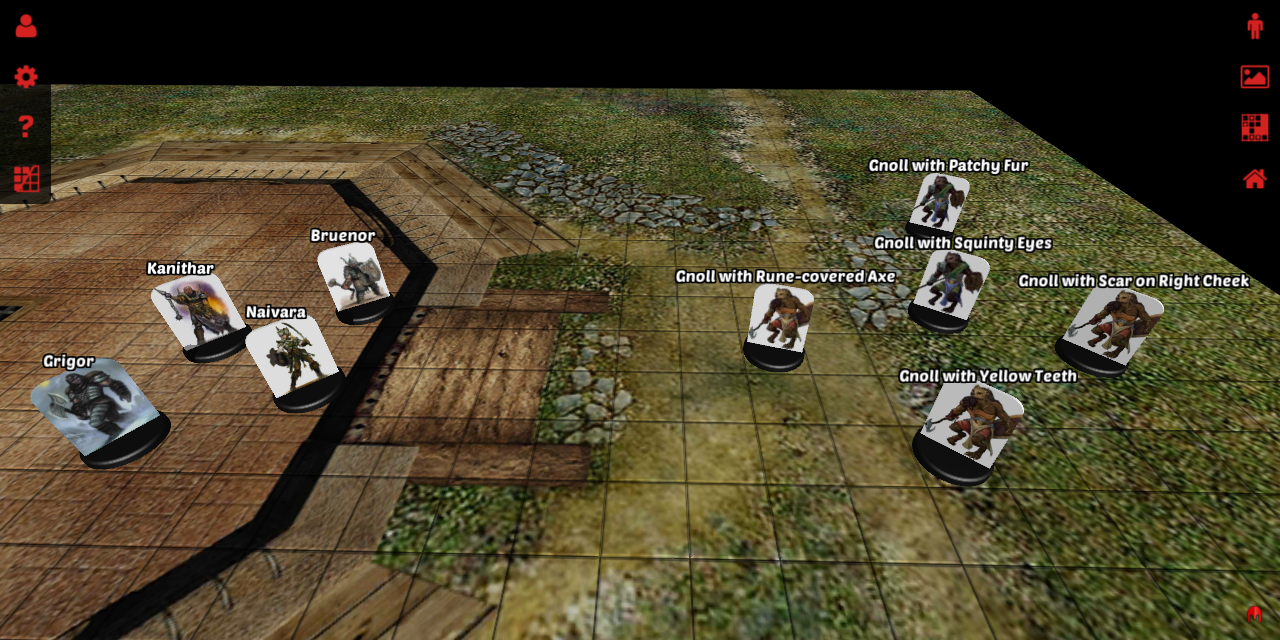 Gnoll with Patchy Fur
Bruenor
Gnoll with Squinty Eyes
Kanithar
Gnoll with Rune-covered Axe
Gnoll with Scar on Right Cheek
Naivara
Grigor
Gnoll with Yellow Teeth
?